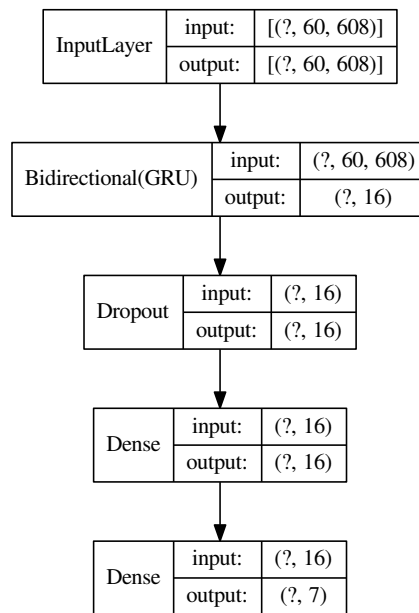 InputLayer
input: [(?, 60, 608)]
output: [(?, 60, 608)]
Bidirectional(GRU)
input: (?, 60, 608)
output: (?, 16)
Dropout
input: (?, 16)
output: (?, 16)
Dense
input: (?, 16)
output: (?, 16)
Dense
input: (?, 16)
output: (?, 7)